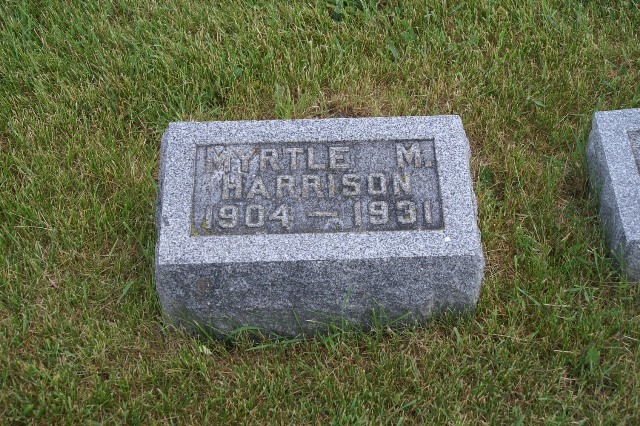 MYRTLE M.
HARRISON
1904 — 1931